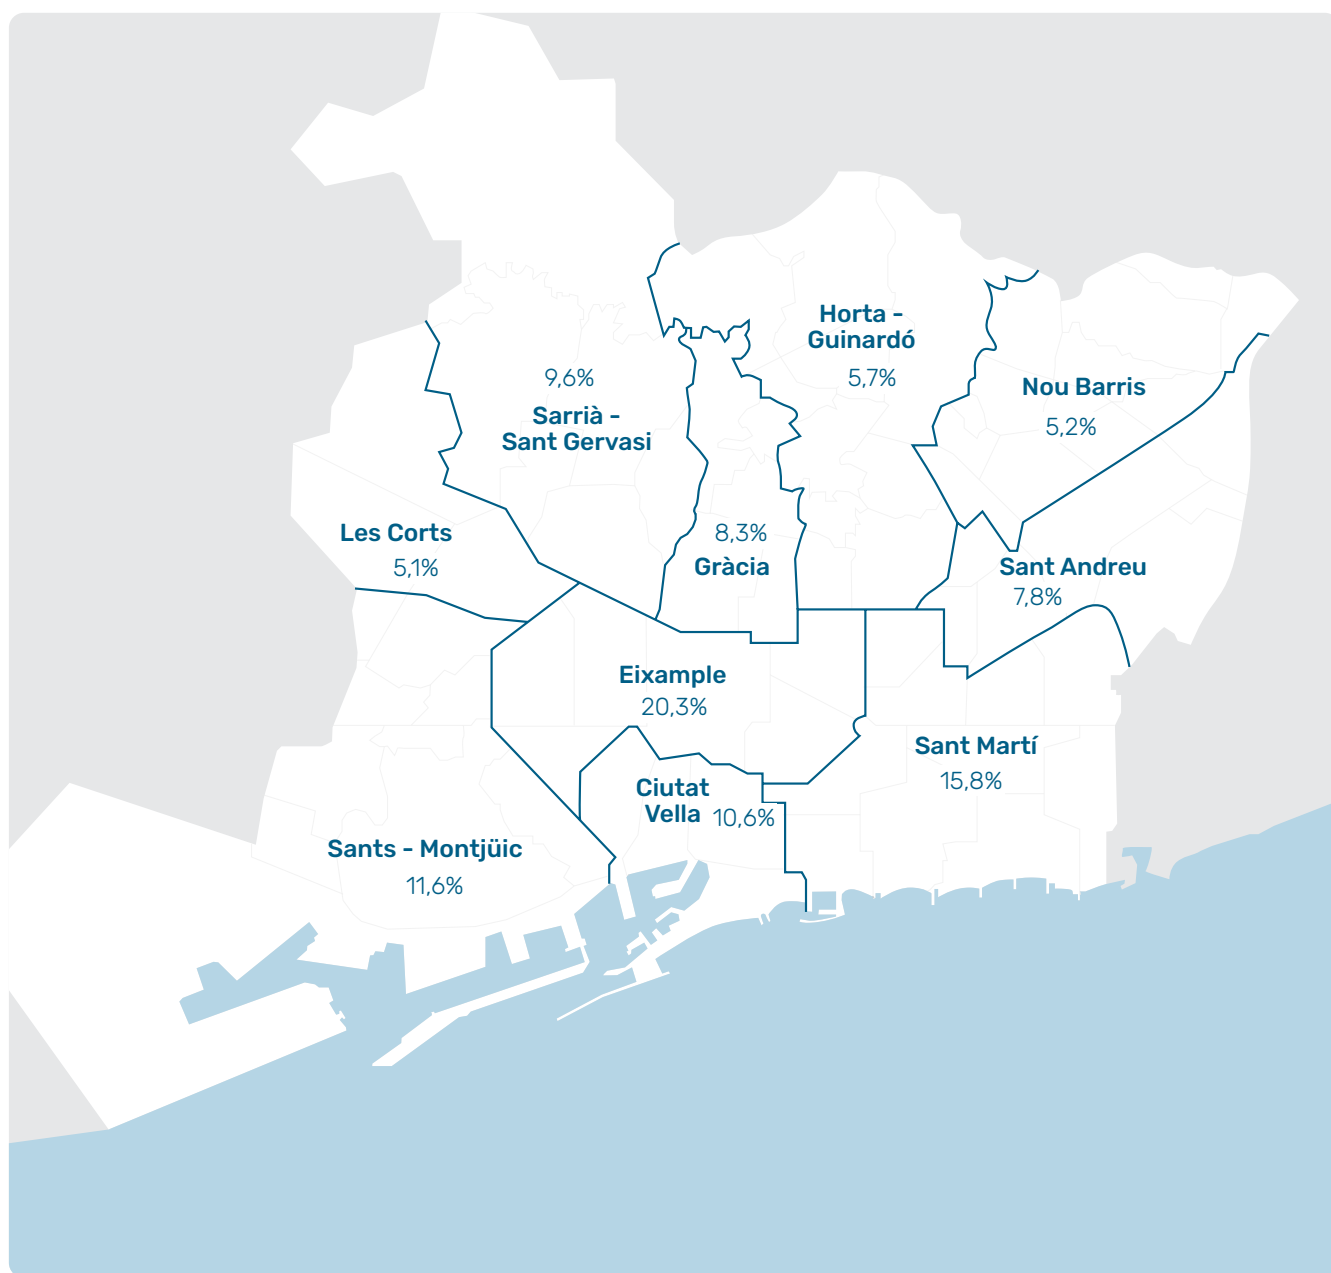 Horta -
Guinardó
5,7%
9,6%
Sarrià -
Sant Gervasi
Nou Barris
5,2%
Les Corts
5,1%
8,3%
Gràcia
Sant Andreu
7,8%
Eixample
20,3%
Sant Martí
15,8%
Ciutat
Vella 10,6%
Sants - Montjüic
11,6%